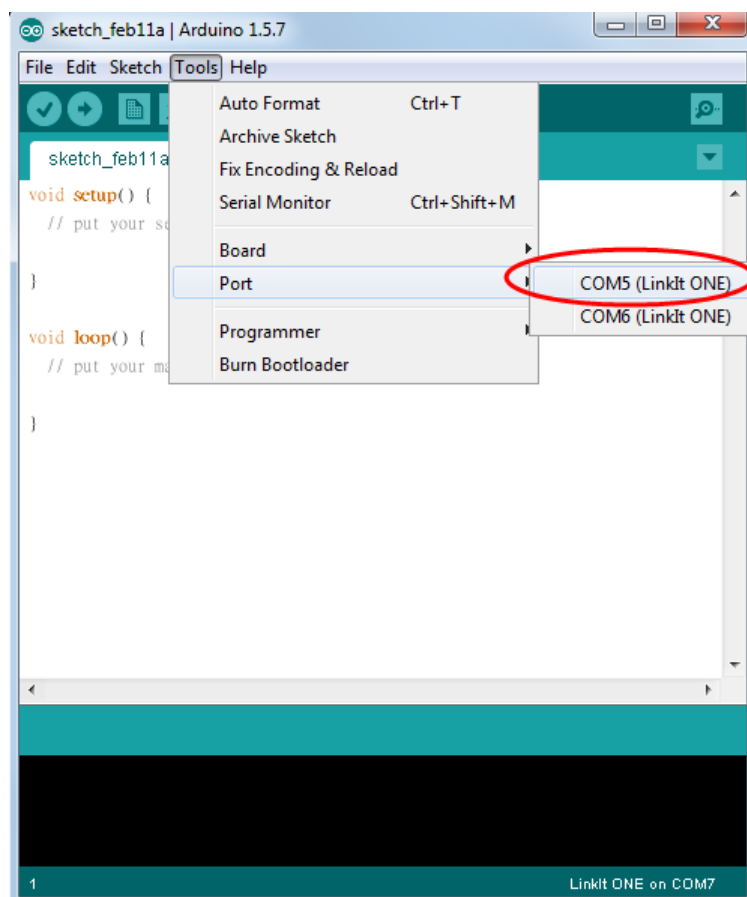 sketch_feb11a | Arduino 1.5.7
File Edit Sketch Tools Help
sketch_feb11a
Auto Format Ctrl+T
Archive Sketch
Fix Encoding & Reload
Serial Monitor Ctrl+Shift+M
Board
Port
Programmer
Burn Bootloader
COM5 (LinkIt ONE)
COM6 (LinkIt ONE)
void setup() {
// put your
}
void loop() {
// put your
}
1 LinkIt ONE on COM7